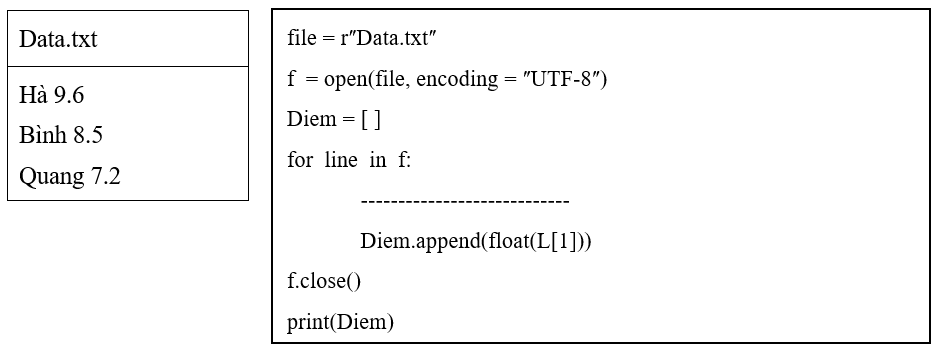 Data.txt
Hà 9.6
Bình 8.5
Quang 7.2
file = r″Data.txt″
f = open(file, encoding = ″UTF-8″)
Diem = [ ]
for line in f:
----------------------------
Diem.append(float(L[1]))
f.close()
print(Diem)